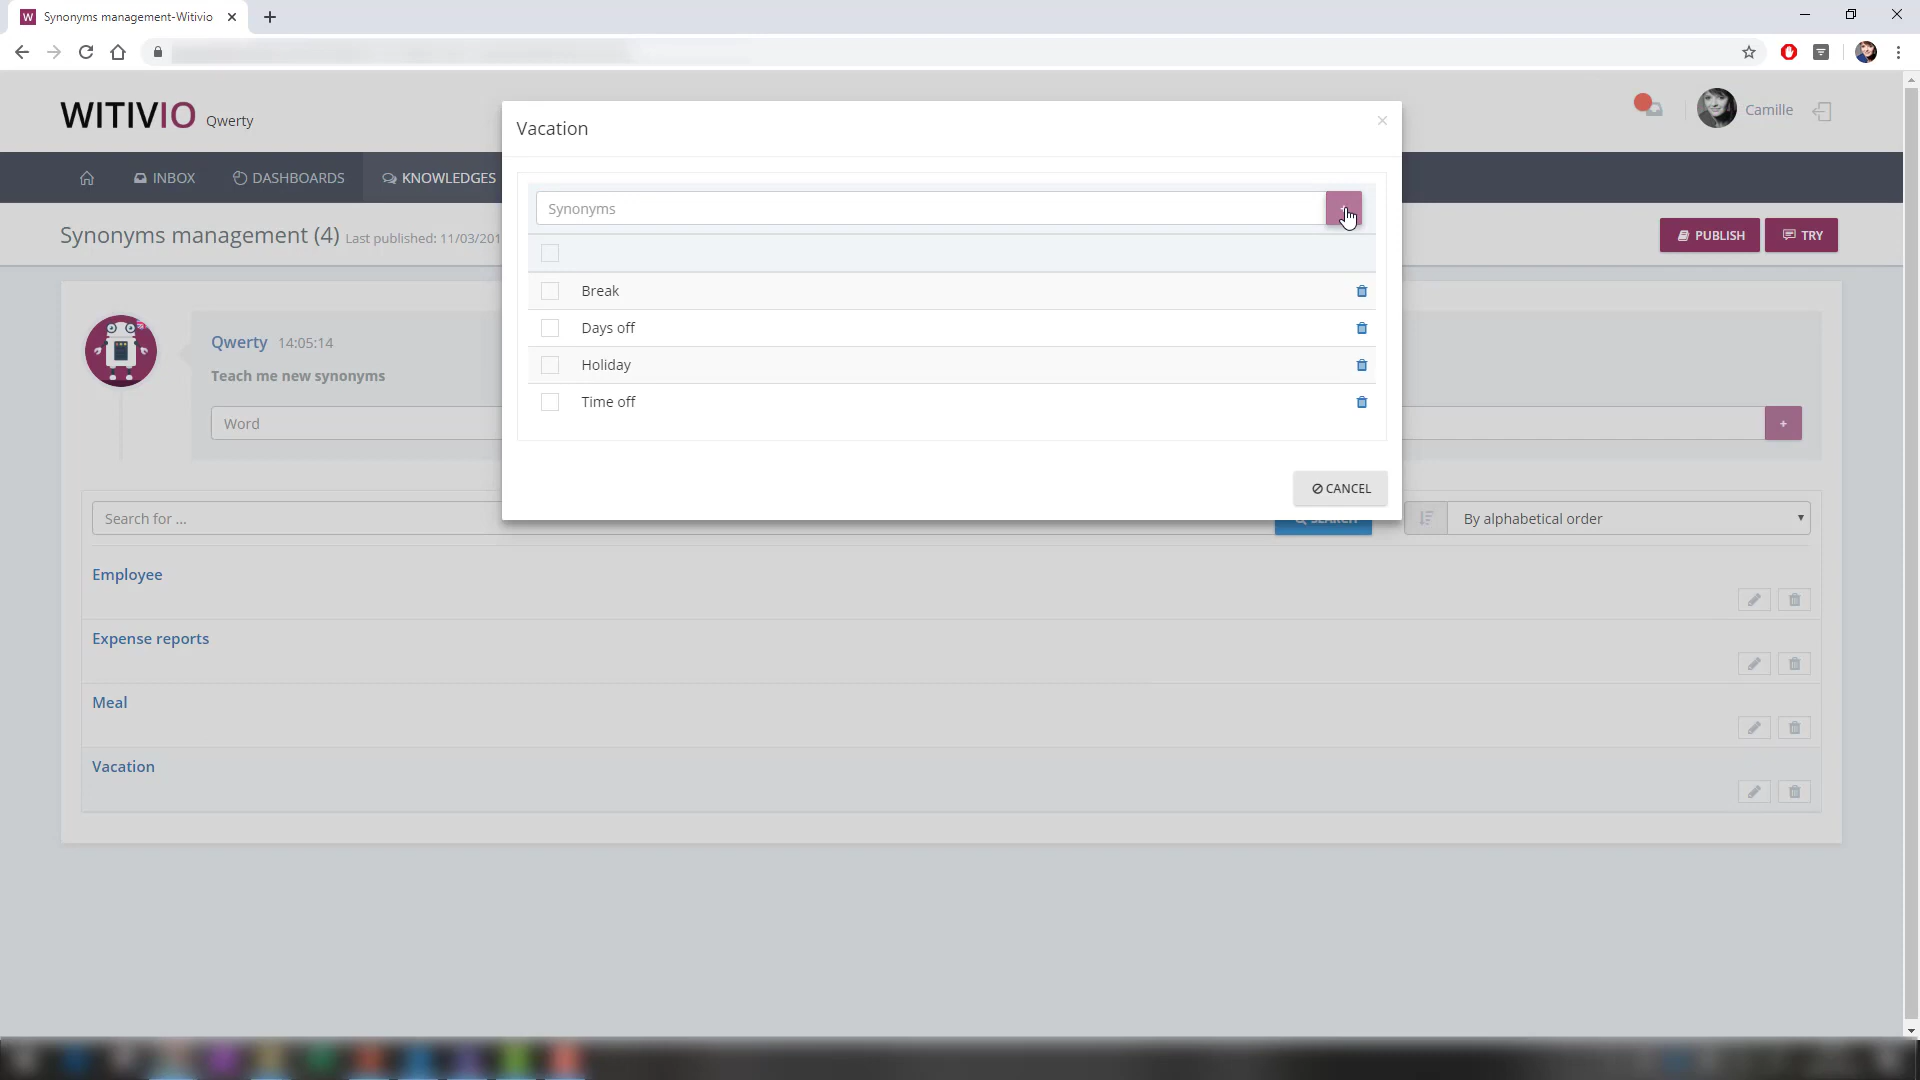 Synonyms management-Witivio
WITIVIO Qwerty
Camille
INBOX
DASHBOARDS
KNOWLEDGES
Synonyms management (4) Last published: 11/03/201
PUBLISH
TRY
Vacation
Synonyms
Break
Days off
Holiday
Time off
CANCEL
Qwerty 14:05:14
Teach me new synonyms
Word
+
Search for ...
SEARCH
By alphabetical order
Employee
Expense reports
Meal
Vacation